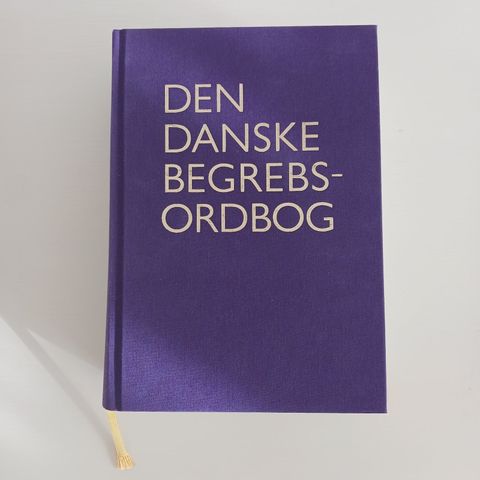 DEN
DANSKE
BEGREBS-
ORDBOG